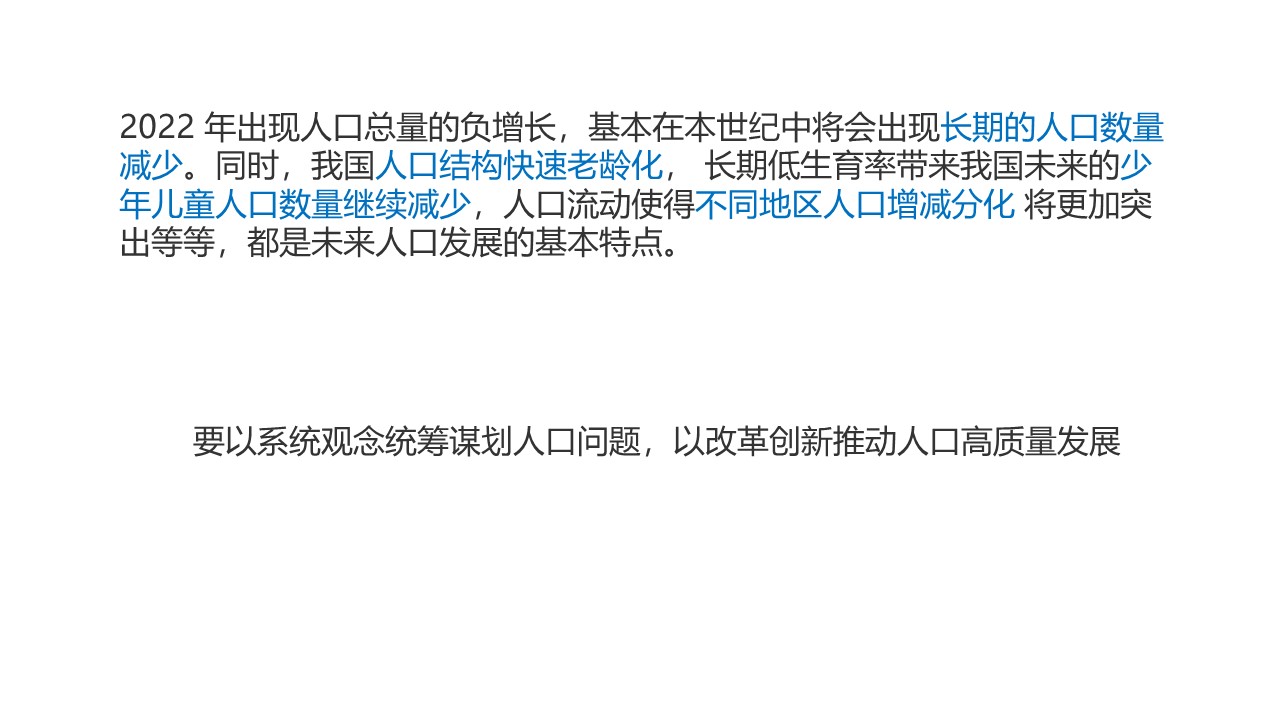 2022 年出现人口总量的负增长，基本在本世纪中将会出现长期的人口数量
减少。同时，我国人口结构快速老龄化， 长期低生育率带来我国未来的少
年儿童人口数量继续减少，人口流动使得不同地区人口增减分化 将更加突
出等等，都是未来人口发展的基本特点。
要以系统观念统筹谋划人口问题，以改革创新推动人口高质量发展